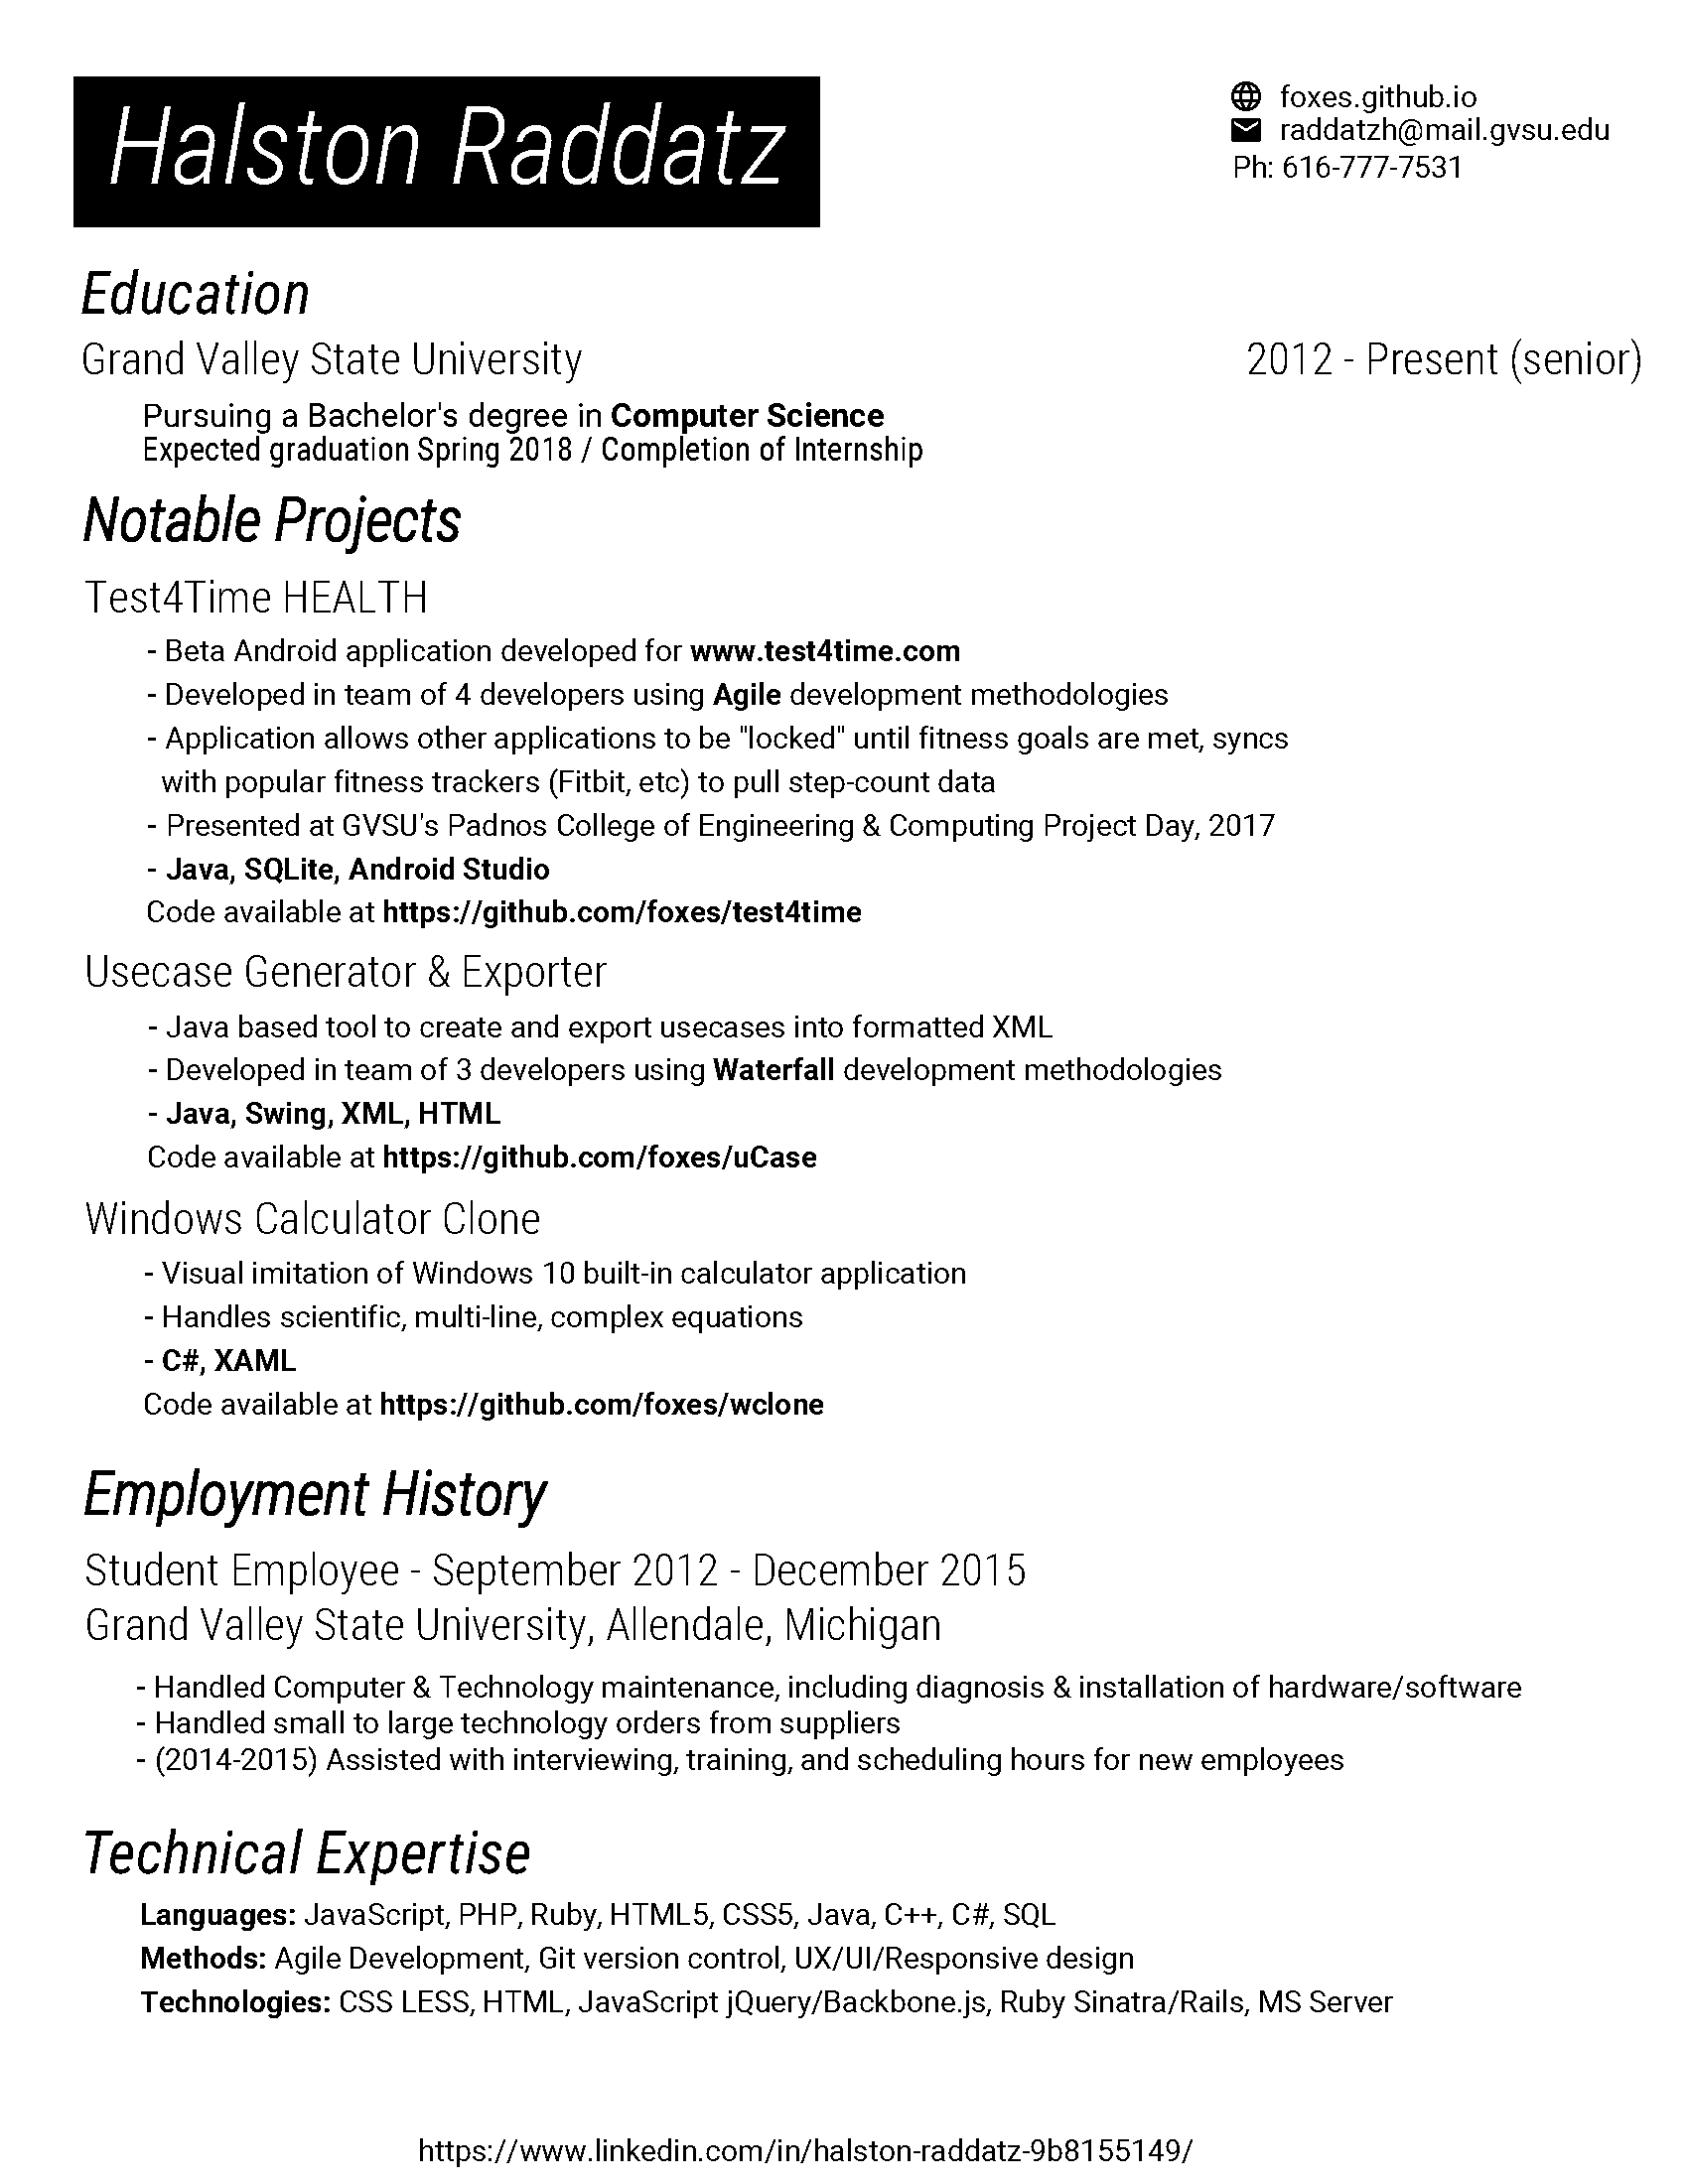 Halston Raddatz
foxes.github.io
raddatzh@mail.gvsu.edu
Ph: 616-777-7531
Education
Grand Valley State University 2012 - Present (senior)
Pursuing a Bachelor's degree in Computer Science
Expected graduation Spring 2018 / Completion of Internship
Notable Projects
Test4Time HEALTH
- Beta Android application developed for www.test4time.com
- Developed in team of 4 developers using Agile development methodologies
- Application allows other applications to be "locked" until fitness goals are met, syncs
with popular fitness trackers (Fitbit, etc) to pull step-count data
- Presented at GVSU's Padnos College of Engineering & Computing Project Day, 2017
- Java, SQLite, Android Studio
Code available at https://github.com/foxes/test4time
Usecase Generator & Exporter
- Java based tool to create and export usecases into formatted XML
- Developed in team of 3 developers using Waterfall development methodologies
- Java, Swing, XML, HTML
Code available at https://github.com/foxes/uCase
Windows Calculator Clone
- Visual imitation of Windows 10 built-in calculator application
- Handles scientific, multi-line, complex equations
- C#, XAML
Code available at https://github.com/foxes/wclone
Employment History
Student Employee - September 2012 - December 2015
Grand Valley State University, Allendale, Michigan
- Handled Computer & Technology maintenance, including diagnosis & installation of hardware/software
- Handled small to large technology orders from suppliers
- (2014-2015) Assisted with interviewing, training, and scheduling hours for new employees
Technical Expertise
Languages: JavaScript, PHP, Ruby, HTML5, CSS5, Java, C++, C#, SQL
Methods: Agile Development, Git version control, UX/UI/Responsive design
Technologies: CSS LESS, HTML, JavaScript jQuery/Backbone.js, Ruby Sinatra/Rails, MS Server
https://www.linkedin.com/in/halston-raddatz-9b8155149/